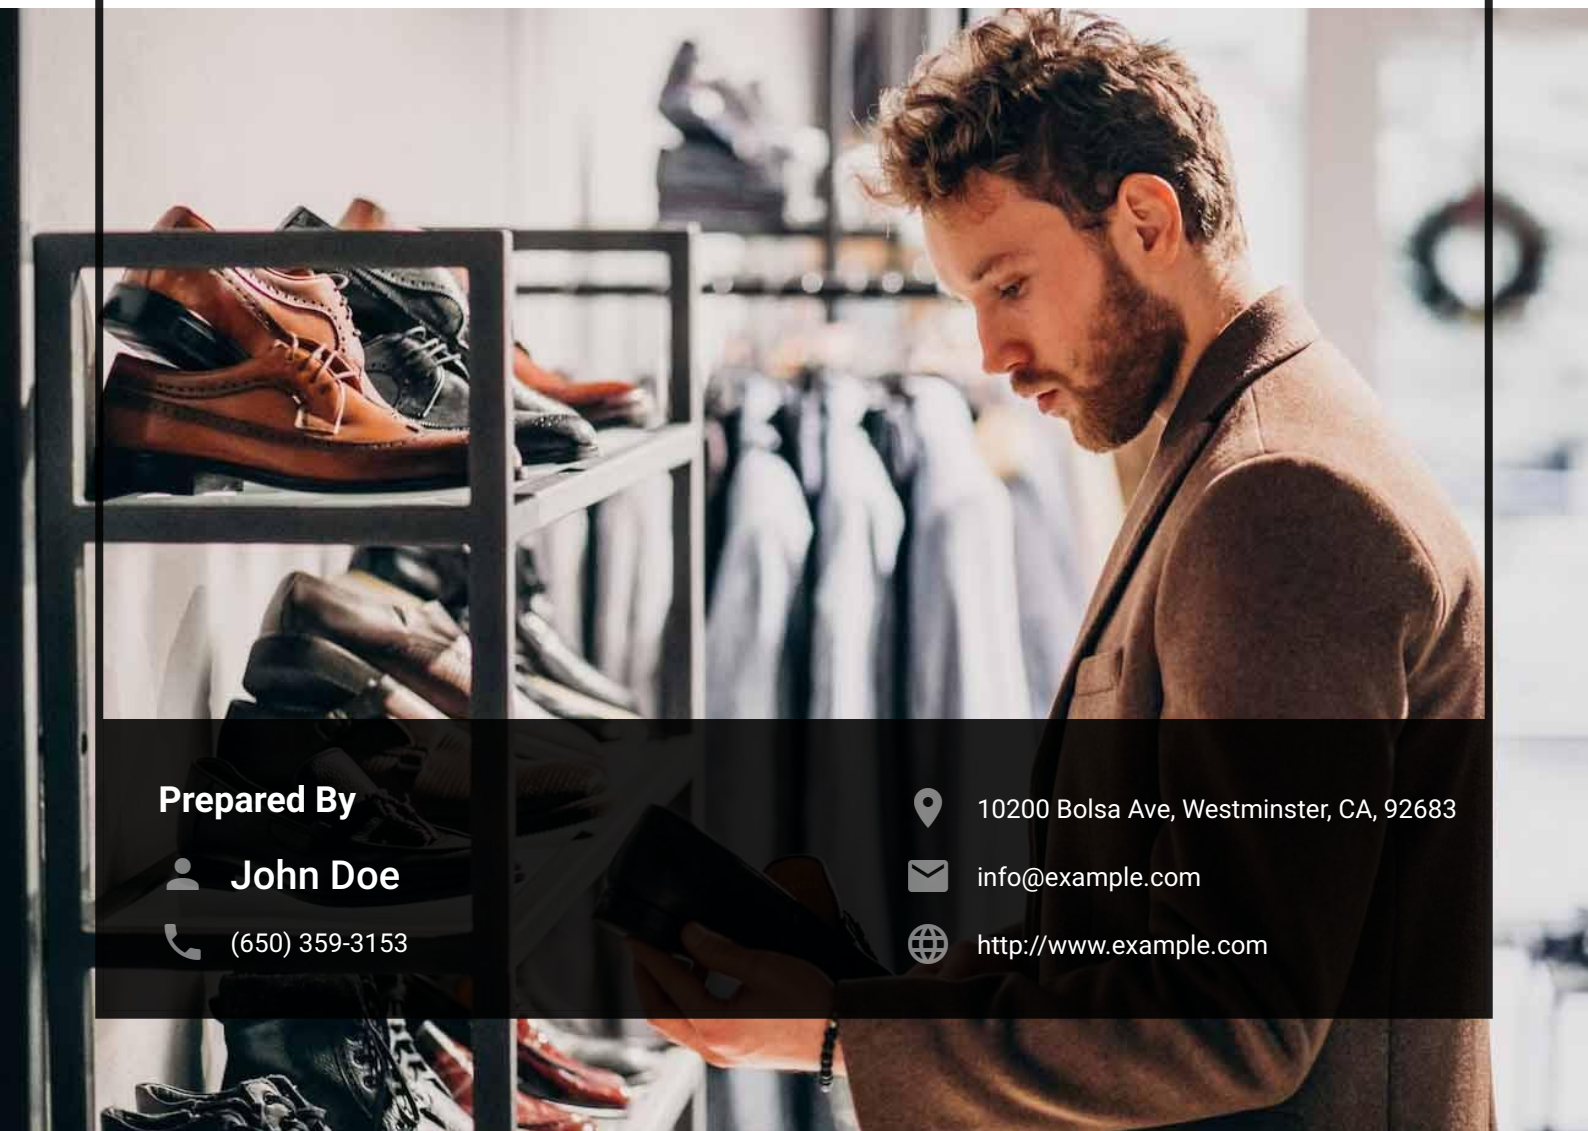 Prepared By
John Doe
(650) 359-3153
10200 Bolsa Ave, Westminster, CA, 92683
info@example.com
http://www.example.com